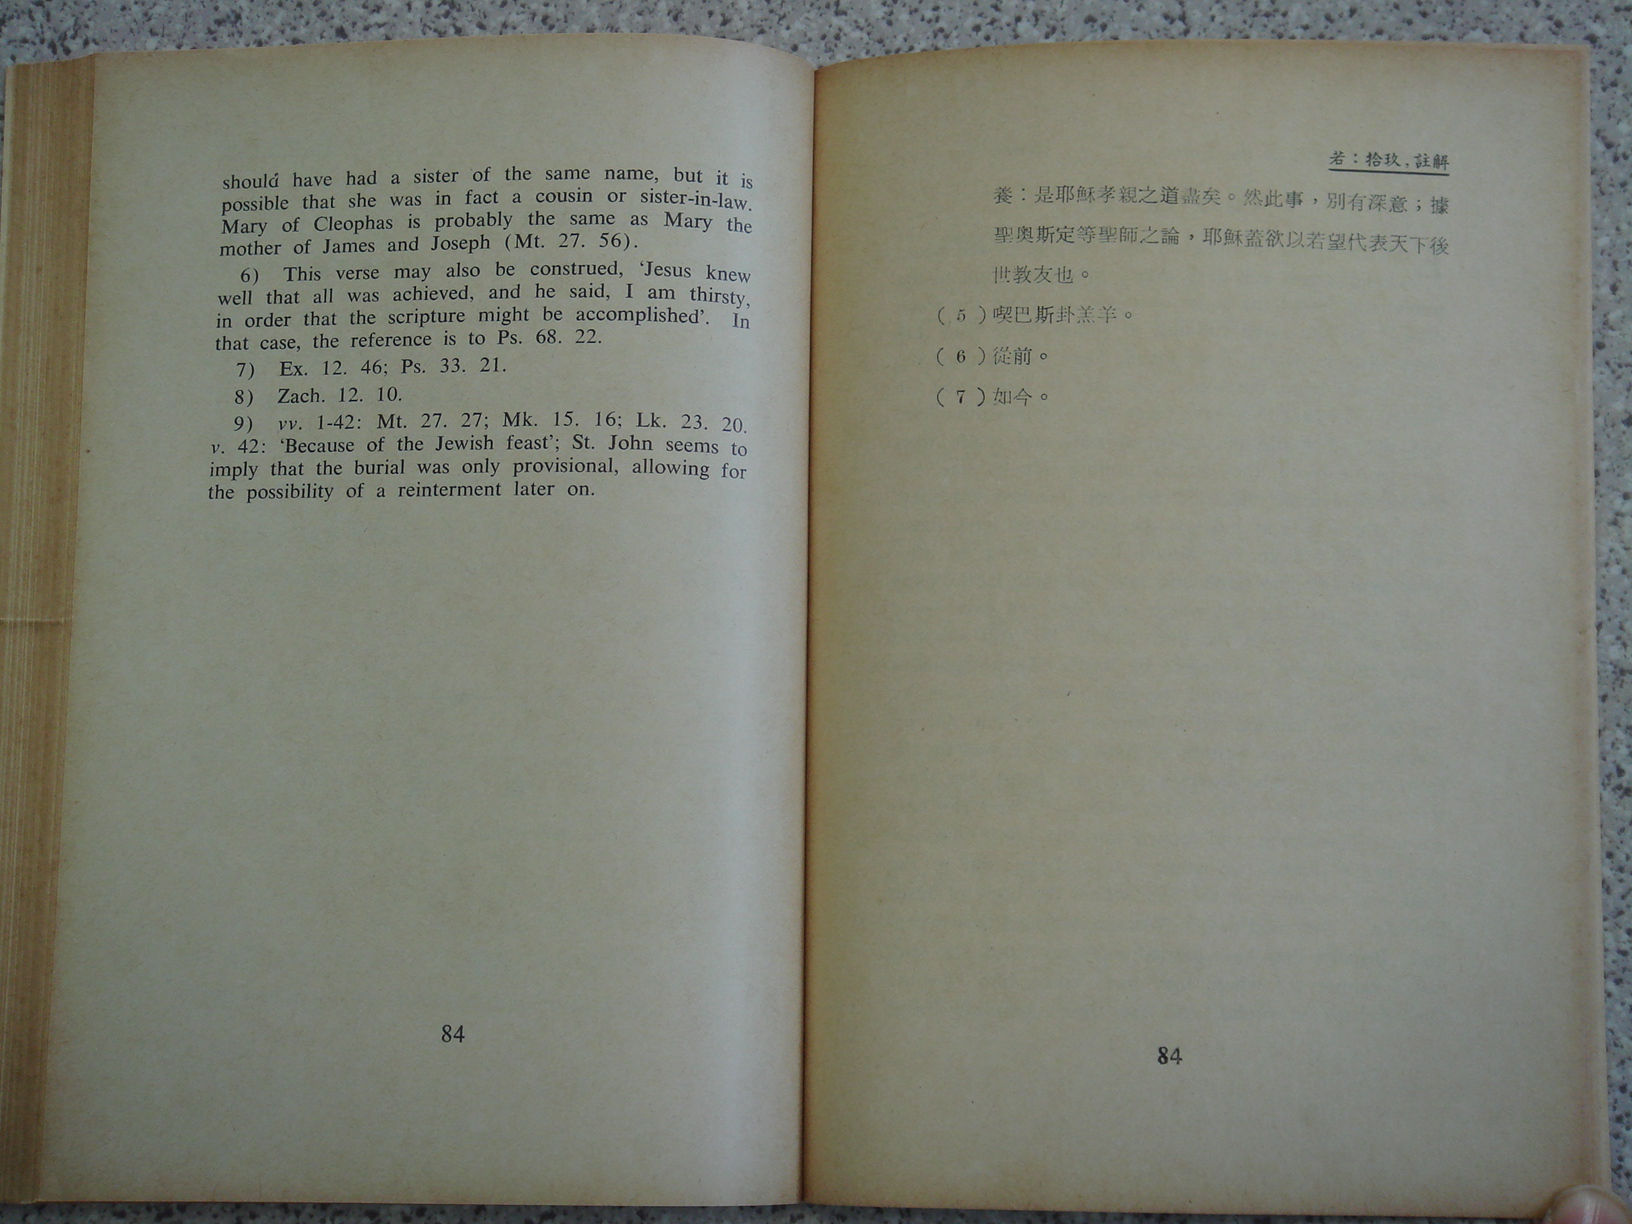 should have had a sister of the same name, but it is
possible that she was in fact a cousin or sister-in-law.
Mary of Cleophas is probably the same as Mary the
mother of James and Joseph (Mt. 27. 56).
6) This verse may also be construed, ‘Jesus knew
well that all was achieved, and he said, I am thirsty,
in order that the scripture might be accomplished’. In
that case, the reference is to Ps. 68. 22.
7) Ex. 12. 46; Ps. 33. 21.
8) Zach. 12. 10.
9) vv. 1-42: Mt. 27. 27; Mk. 15. 16; Lk. 23. 20.
v. 42: ‘Because of the Jewish feast’; St. John seems to
imply that the burial was only provisional, allowing for
the possibility of a reinterment later on.
84
若：拾玖，註解
養：是耶穌孝親之道盡矣。然此事，別有深意；據
聖奧斯定等聖師之論，耶穌蓋欲以若望代表天下後
世教友也。
（5）喫巴斯卦羔羊。
（6）從前。
（7）如今。
84